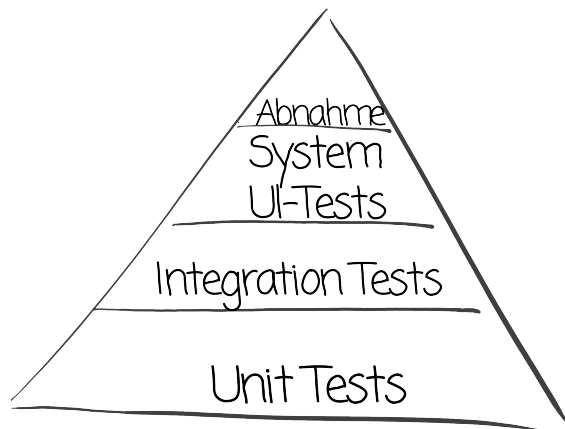 Abnahme
System
UI-Tests
Integration Tests
Unit Tests